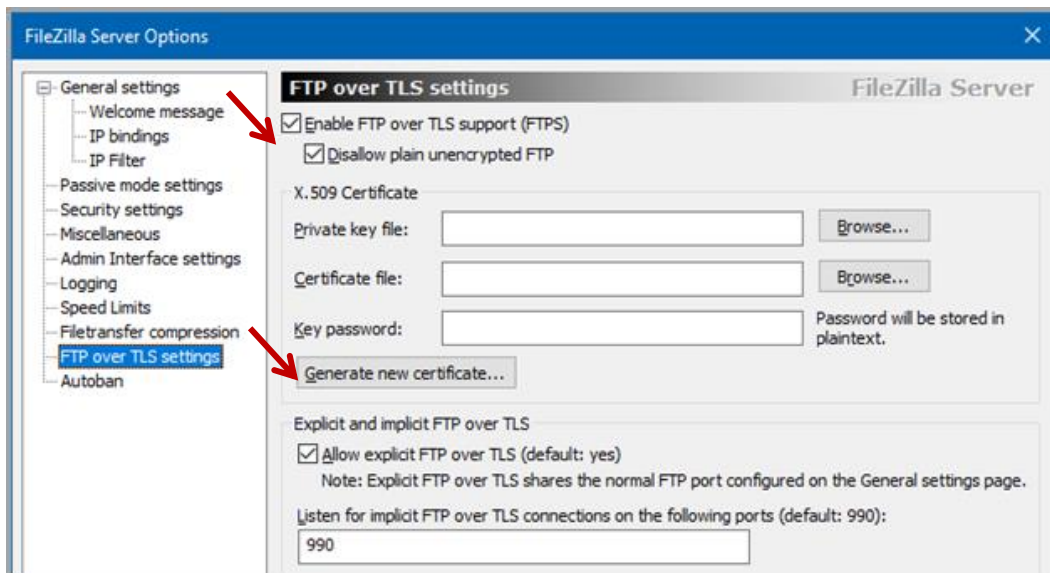 FileZilla Server Options
General settings
Welcome message
IP bindings
IP Filter
Passive mode settings
Security settings
Miscellaneous
Admin Interface settings
Logging
Speed Limits
Filetransfer compression
FTP over TLS settings
Autoban
FTP over TLS settings FileZilla Server
Enable FTP over TLS support (FTPS)
Disallow plain unencrypted FTP
X.509 Certificate
Private key file: Browse...
Certificate file: Browse...
Key password: Password will be stored in
plaintext.
Generate new certificate...
Explicit and implicit FTP over TLS
Allow explicit FTP over TLS (default: yes)
Note: Explicit FTP over TLS shares the normal FTP port configured on the General settings page.
Listen for implicit FTP over TLS connections on the following ports (default: 990):
990